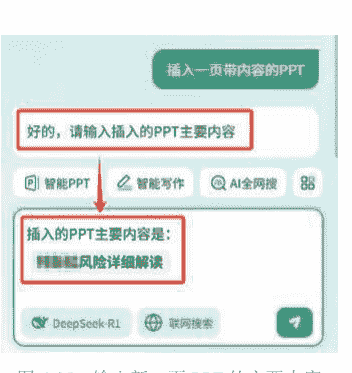 插入一页带内容的PPT
好的，请输入插入的PPT主要内容
智能PPT
智能写作
AI全网搜
插入的PPT主要内容是：
风险详细解读
DeepSeek-R1
联网搜索